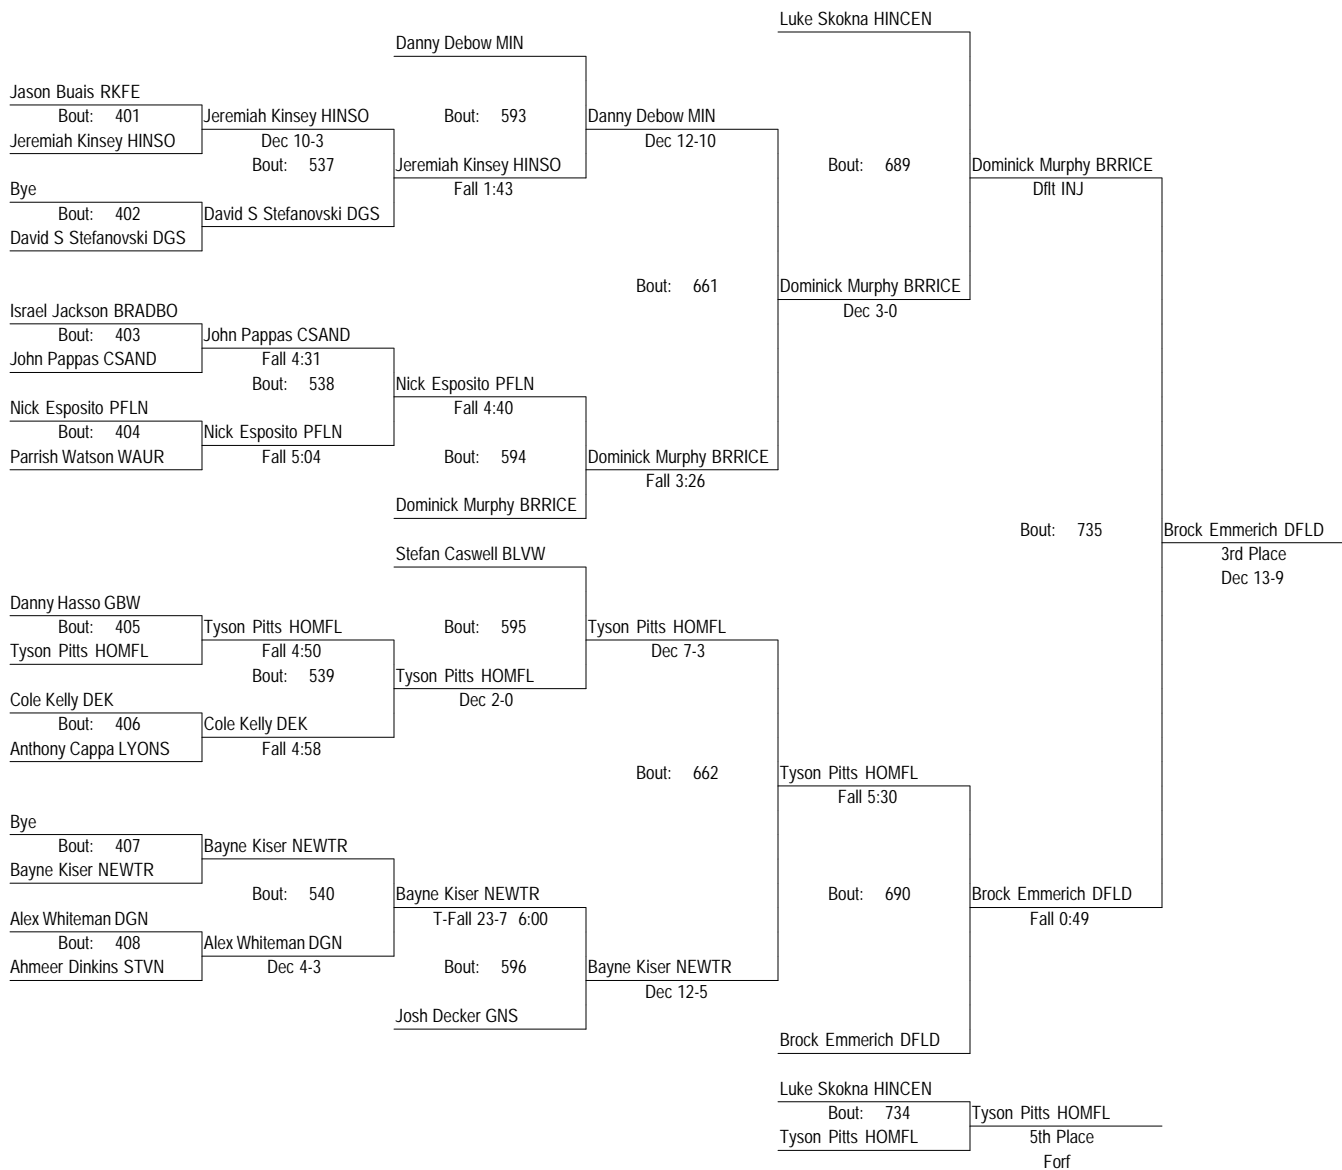 Luke Skokna HINCEN
Danny Debow MIN
Jason Buais RKFE
Bout: 401
Jeremiah Kinsey HINSO
Jeremiah Kinsey HINSO
Dec 10-3
Bout: 537
Bout: 593
Danny Debow MIN
Dec 12-10
Jeremiah Kinsey HINSO
Fall 1:43
Bout: 689
Dominick Murphy BRRICE
Dflt INJ
Bye
Bout: 402
David S Stefanovski DGS
David S Stefanovski DGS
Bout: 661
Dominick Murphy BRRICE
Dec 3-0
Israel Jackson BRADBO
Bout: 403
John Pappas CSAND
John Pappas CSAND
Fall 4:31
Bout: 538
Nick Esposito PFLN
Fall 4:40
Nick Esposito PFLN
Bout: 404
Parrish Watson WAUR
Nick Esposito PFLN
Fall 5:04
Bout: 594
Dominick Murphy BRRICE
Fall 3:26
Dominick Murphy BRRICE
Bout: 735
Brock Emmerich DFLD
3rd Place
Dec 13-9
Stefan Caswell BLVW
Danny Hasso GBW
Bout: 405
Tyson Pitts HOMFL
Tyson Pitts HOMFL
Fall 4:50
Bout: 539
Bout: 595
Tyson Pitts HOMFL
Dec 7-3
Tyson Pitts HOMFL
Dec 2-0
Cole Kelly DEK
Bout: 406
Anthony Cappa LYONS
Cole Kelly DEK
Fall 4:58
Bout: 662
Tyson Pitts HOMFL
Fall 5:30
Bye
Bout: 407
Bayne Kiser NEWTR
Bayne Kiser NEWTR
Bout: 540
Bayne Kiser NEWTR
T-Fall 23-7 6:00
Bout: 690
Brock Emmerich DFLD
Fall 0:49
Alex Whiteman DGN
Bout: 408
Ahmeer Dinkins STVN
Alex Whiteman DGN
Dec 4-3
Bout: 596
Bayne Kiser NEWTR
Dec 12-5
Josh Decker GNS
Brock Emmerich DFLD
Luke Skokna HINCEN
Bout: 734
Tyson Pitts HOMFL
Tyson Pitts HOMFL
5th Place
Forf